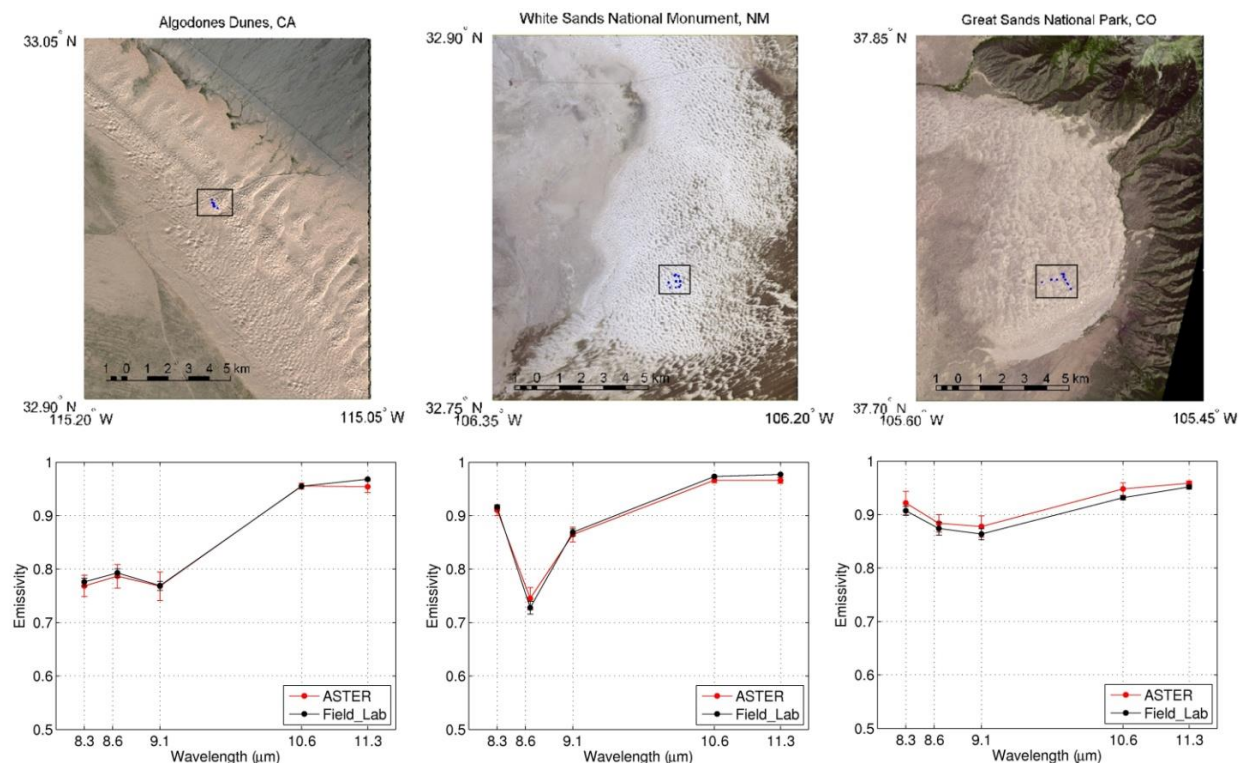 Algodones Dunes, CA
33.05° N
1 0 1 2 3 4 5 km
32.90° N
115.20° W
115.05° W
White Sands National Monument, NM
32.90° N
1 0 1 2 3 4 5 km
32.75° N
106.35° W
106.20° W
Great Sands National Park, CO
37.85° N
1 0 1 2 3 4 5 km
37.70° N
105.60° W
105.45° W
Emissivity
1
0.9
0.8
0.7
0.6
0.5
ASTER
Field_Lab
8.3 8.6 9.1 10.6 11.3
Wavelength (μm)
Emissivity
1
0.9
0.8
0.7
0.6
0.5
ASTER
Field_Lab
8.3 8.6 9.1 10.6 11.3
Wavelength (μm)
Emissivity
1
0.9
0.8
0.7
0.6
0.5
ASTER
Field_Lab
8.3 8.6 9.1 10.6 11.3
Wavelength (μm)